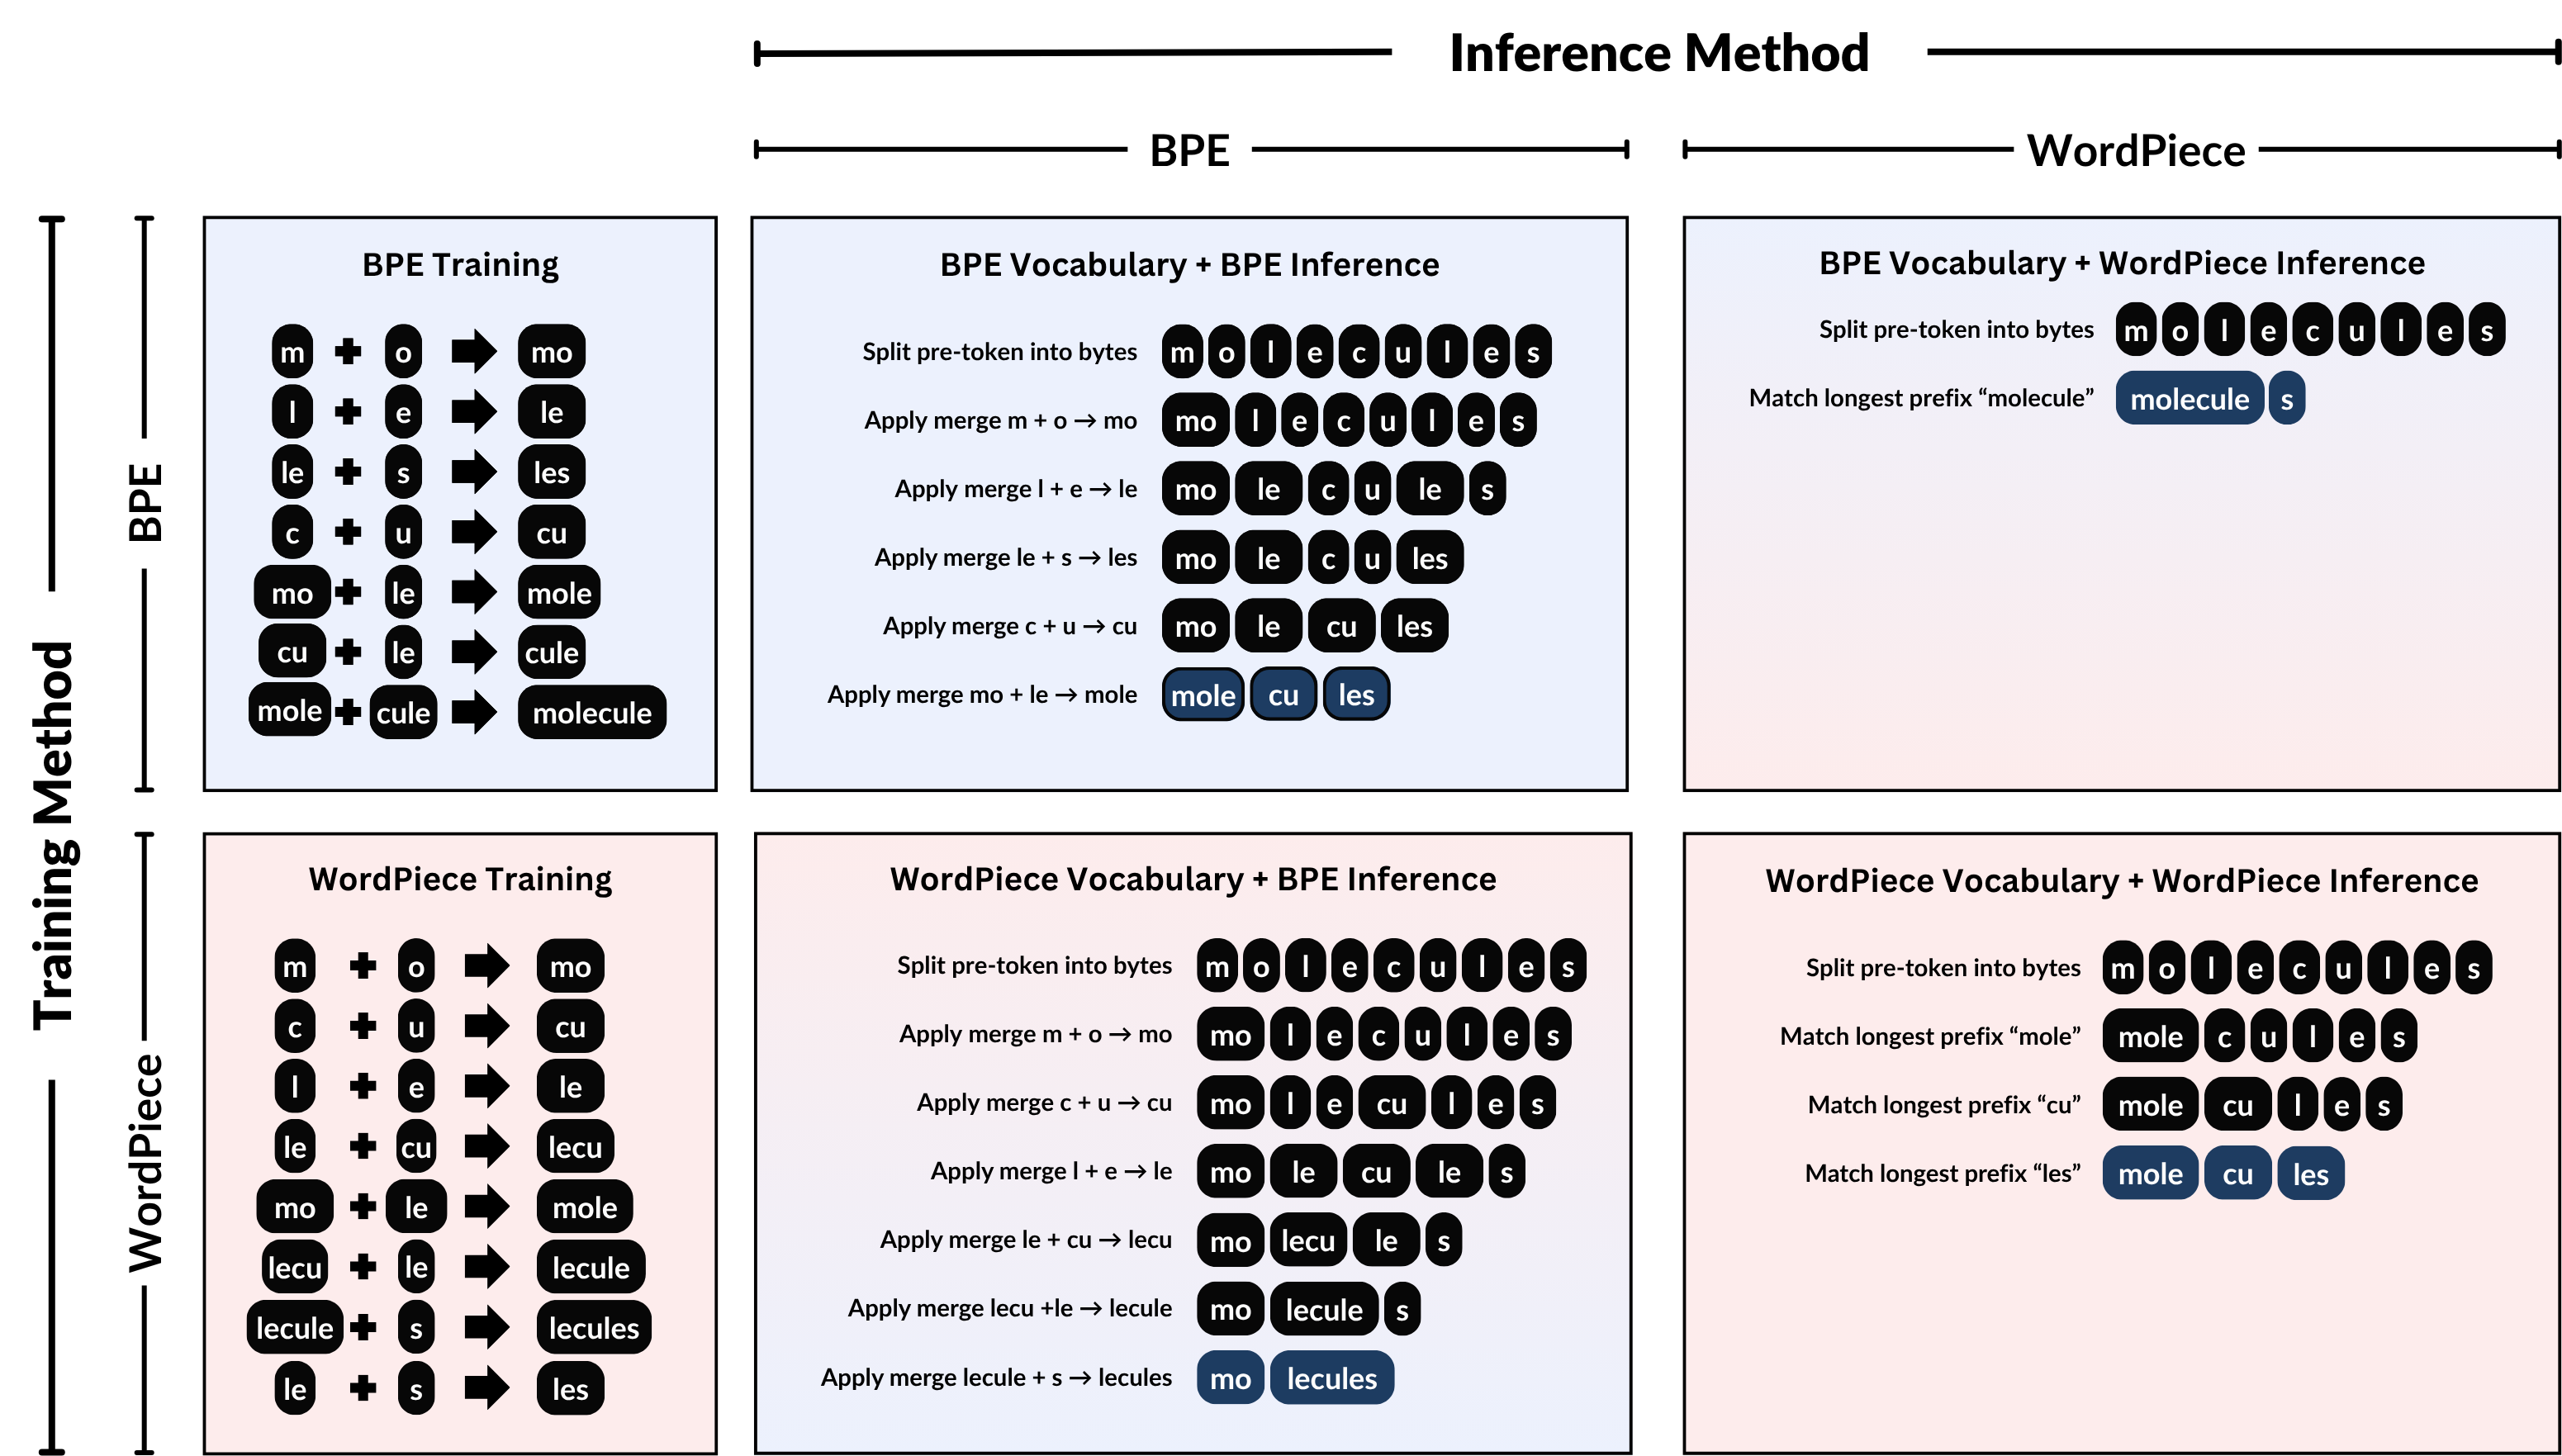 Inference Method
BPE
WordPiece
Training Method
BPE
BPE Training
m + o mo
l + e le
le + s les
c + u cu
mo + le mole
cu + le cule
mole + cule molecule
BPE Vocabulary + BPE Inference
Split pre-token into bytes m o l e c u l e s
Apply merge m + o → mo mo l e c u l e s
Apply merge l + e → le mo le c u le s
Apply merge le + s → les mo le c u les
Apply merge c + u → cu mo le cu les
Apply merge mo + le → mole mole cu les
BPE Vocabulary + WordPiece Inference
Split pre-token into bytes m o l e c u l e s
Match longest prefix “molecule” molecule s
WordPiece
WordPiece Training
m + o mo
c + u cu
l + e le
le + cu lecu
mo + le mole
lecu + le lecule
lecule + s lecules
le + s les
WordPiece Vocabulary + BPE Inference
Split pre-token into bytes m o l e c u l e s
Apply merge m + o → mo mo l e c u l e s
Apply merge c + u → cu mo l e cu l e s
Apply merge l + e → le mo le cu le s
Apply merge le + cu → lecu mo lecu le s
Apply merge lecu +le → lecule mo lecule s
Apply merge lecule + s → lecules mo lecules
WordPiece Vocabulary + WordPiece Inference
Split pre-token into bytes m o l e c u l e s
Match longest prefix “mole” mole c u l e s
Match longest prefix “cu” mole cu l e s
Match longest prefix “les” mole cu les